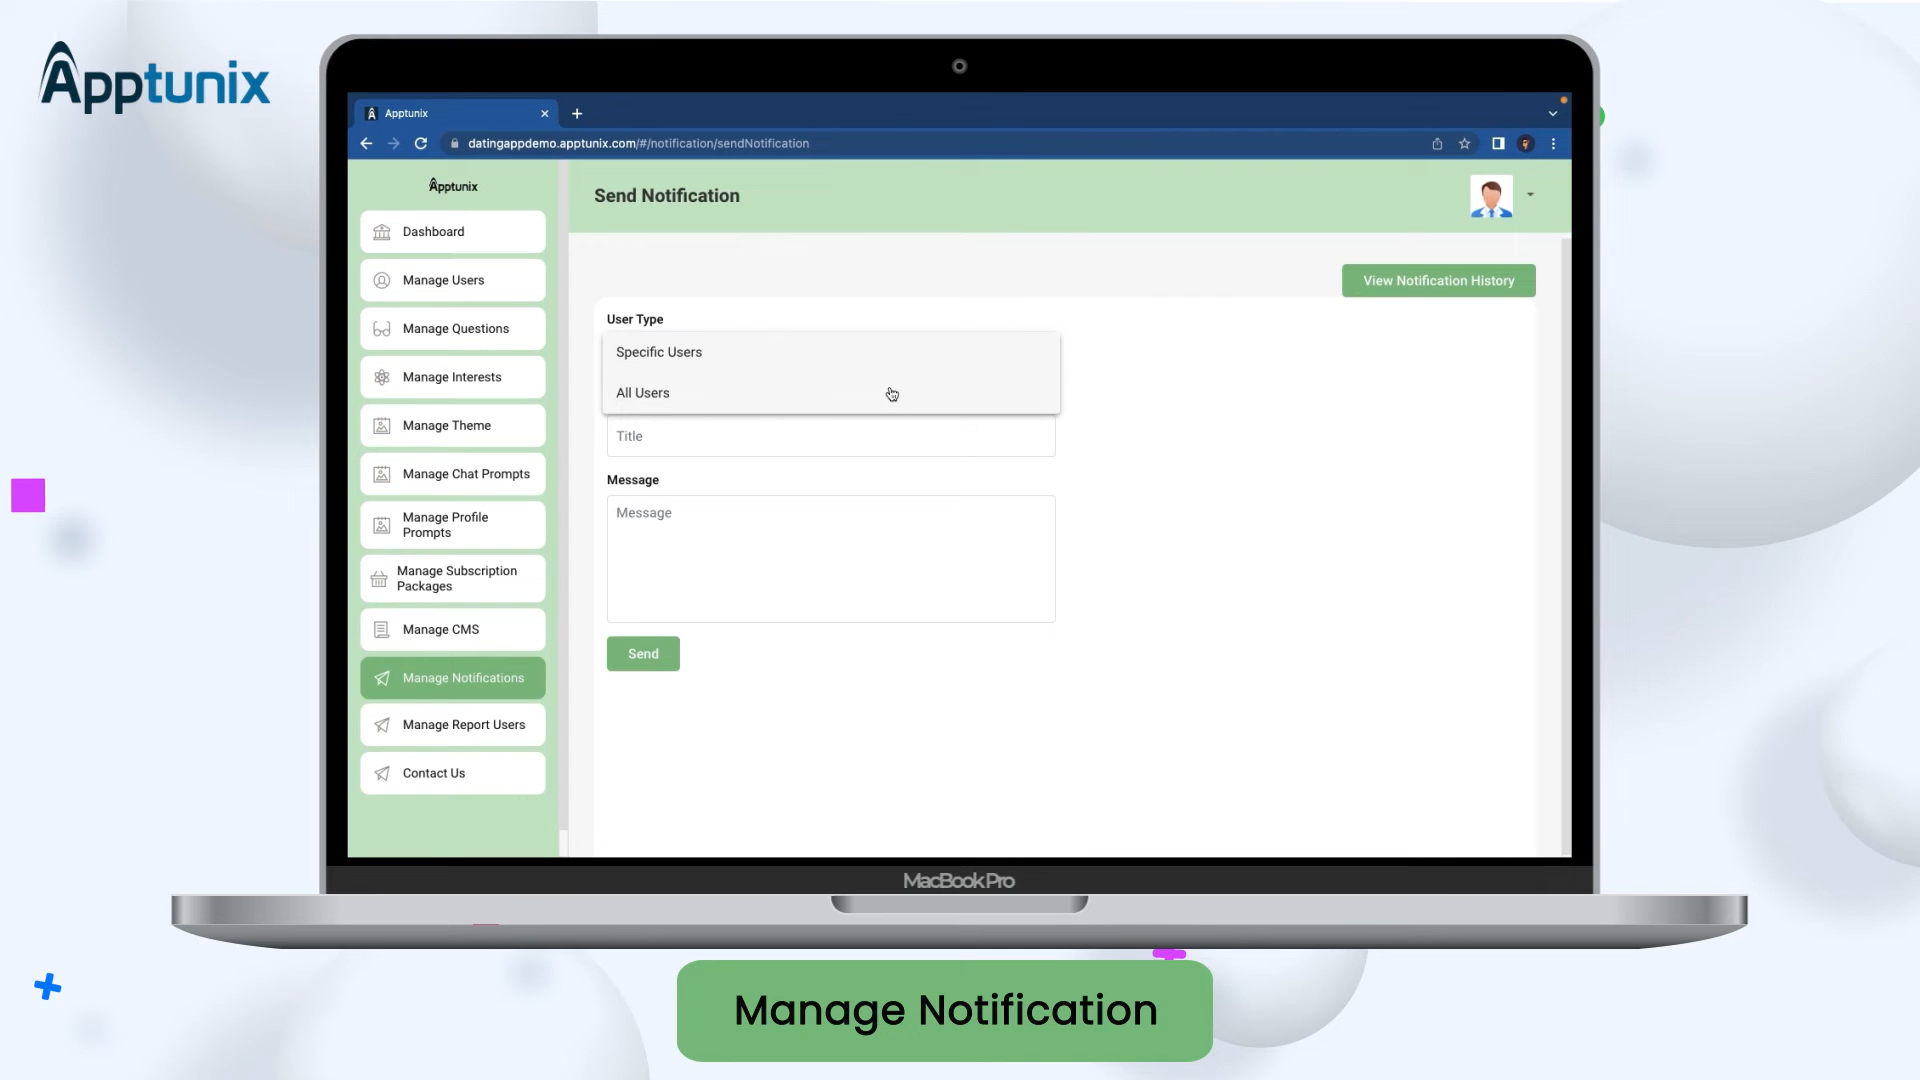 Apptunix
Apptunix
datingappdemo.apptunix.com/#/notification/sendNotification
Apptunix
Send Notification
Dashboard
Manage Users
Manage Questions
Manage Interests
Manage Theme
Manage Chat Prompts
Manage Profile
Prompts
Manage Subscription
Packages
Manage CMS
Manage Notifications
Manage Report Users
Contact Us
View Notification History
User Type
Specific Users
All Users
Title
Message
Message
Send
MacBook Pro
Manage Notification